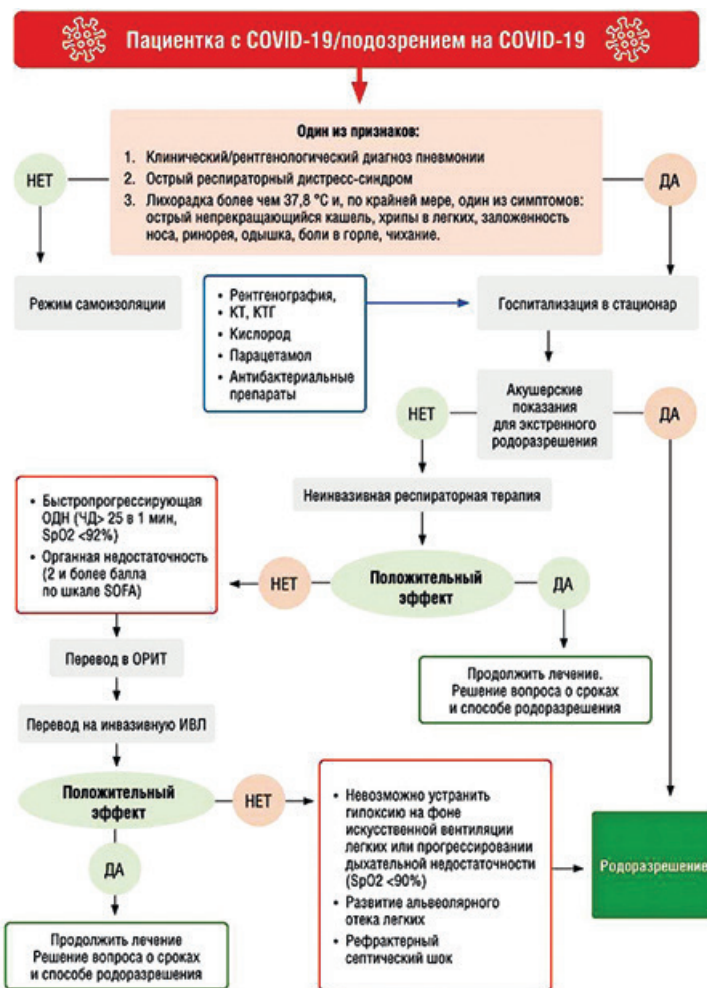 Пациентка с COVID-19/подозрением на COVID-19
Один из признаков:
1. Клинический/рентгенологический диагноз пневмонии
2. Острый респираторный дистресс-синдром
3. Лихорадка более чем 37,8 °C и, по крайней мере, один из симптомов:
острый непрекращающийся кашель, хрипы в легких, заложенность
носа, ринорея, одышка, боли в горле, чихание.
НЕТ
ДА
Режим самоизоляции
• Рентгенография,
• КТ, КТГ
• Кислород
• Парацетамол
• Антибактериальные
препараты
Госпитализация в стационар
Акушерские
показания
для экстренного
родоразрешения
НЕТ
ДА
Неинвазивная респираторная терапия
• Быстропрогрессирующая
ОДН (ЧД> 25 в 1 мин,
SpO2 <92%)
• Органная недостаточность
(2 и более балла
по шкале SOFA)
НЕТ
Положительный
эффект
ДА
Перевод в ОРИТ
Продолжить лечение.
Решение вопроса о сроках
и способе родоразрешения
Перевод на инвазивную ИВЛ
Положительный
эффект
НЕТ
ДА
• Невозможно устранить
гипоксию на фоне
искусственной вентиляции
легких или прогрессировании
дыхательной недостаточности
(SpO2 <90%)
• Развитие альвеолярного
отека легких
• Рефрактерный
септический шок
Родоразрешение
Продолжить лечение
Решение вопроса о сроках
и способе родоразрешения